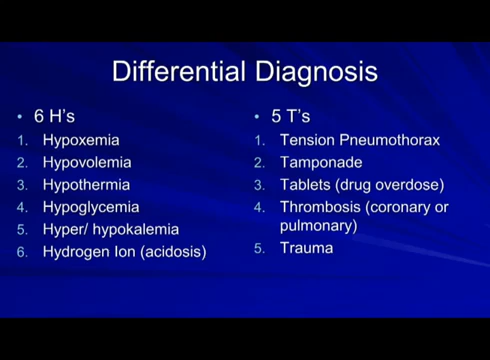 Differential Diagnosis
• 6 H's
1. Hypoxemia
2. Hypovolemia
3. Hypothermia
4. Hypoglycemia
5. Hyper/ hypokalemia
6. Hydrogen Ion (acidosis)
• 5 T's
1. Tension Pneumothorax
2. Tamponade
3. Tablets (drug overdose)
4. Thrombosis (coronary or
pulmonary)
5. Trauma